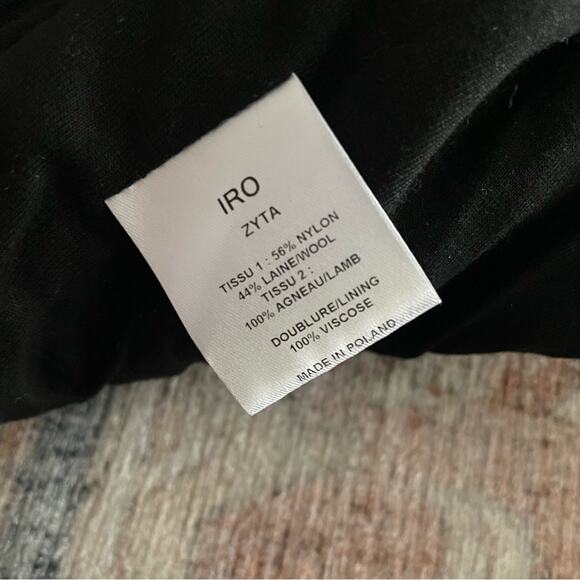 IRO
ZYTA
TISSU 1 : 56% NYLON
44% LAINE/WOOL
TISSU 2 :
100% AGNEAU/LAMB
DOUBLURE/LINING
100% VISCOSE
MADE IN POLAND